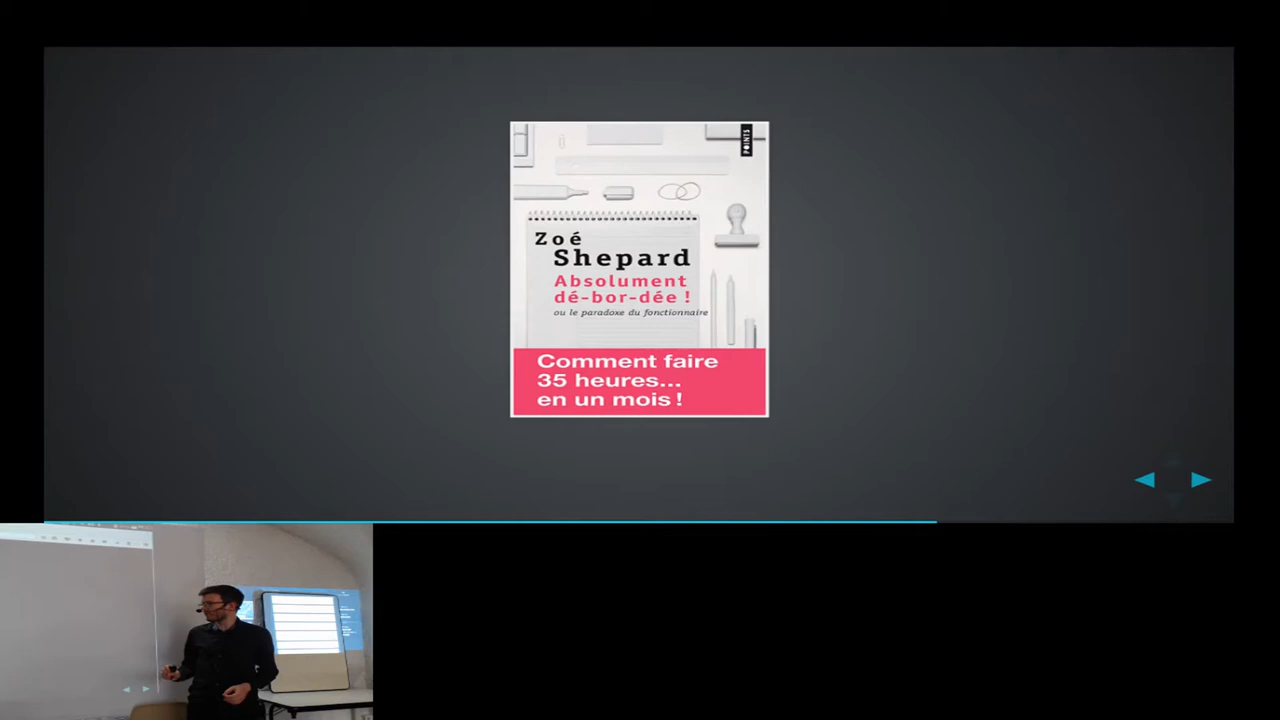 POINTS
Zoé
Shepard
Absolument
dé-bor-dée !
ou le paradoxe du fonctionnaire
Comment faire
35 heures...
en un mois !